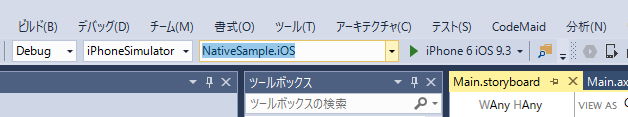 ビルド(B) デバッグ(D) チーム(M) 書式(O) ツール(T) アーキテクチャ(C) テスト(S) CodeMaid 分析(N)
Debug iPhoneSimulator NativeSample.iOS iPhone 6 iOS 9.3
ツールボックス Main.storyboard Main.ax
ツールボックスの検索 WAny HAny VIEW AS